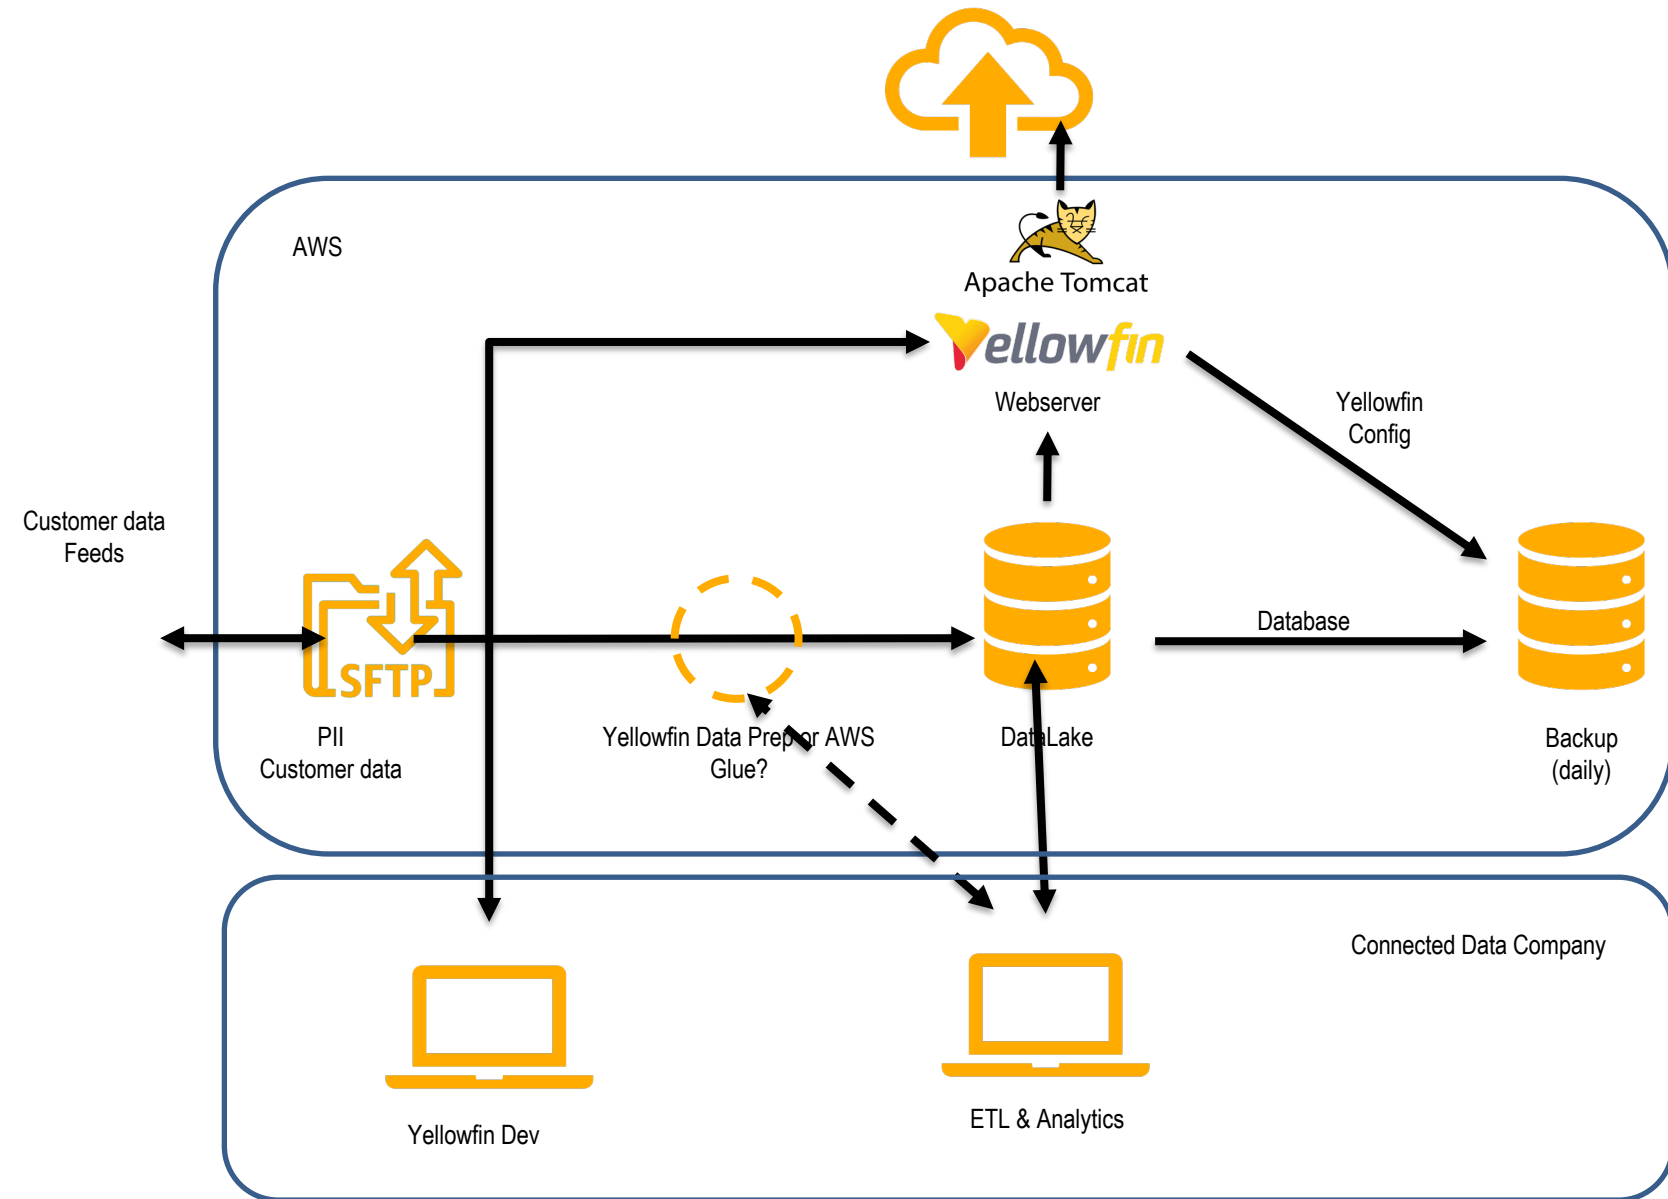 AWS
Apache Tomcat
Yellowfin
Webserver
Yellowfin
Config
Customer data
Feeds
SFTP
Database
PII
Customer data
Yellowfin Data Prep or AWS
Glue?
DataLake
Backup
(daily)
Connected Data Company
Yellowfin Dev
ETL & Analytics